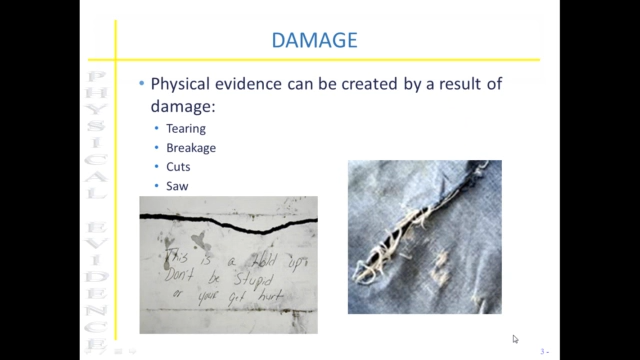 DAMAGE
PHYSICAL EVIDENCE
• Physical evidence can be created by a result of
damage:
• Tearing
• Breakage
• Cuts
• Saw
This is a Hold up
Don't be Stupid
or your get hurt
3 -